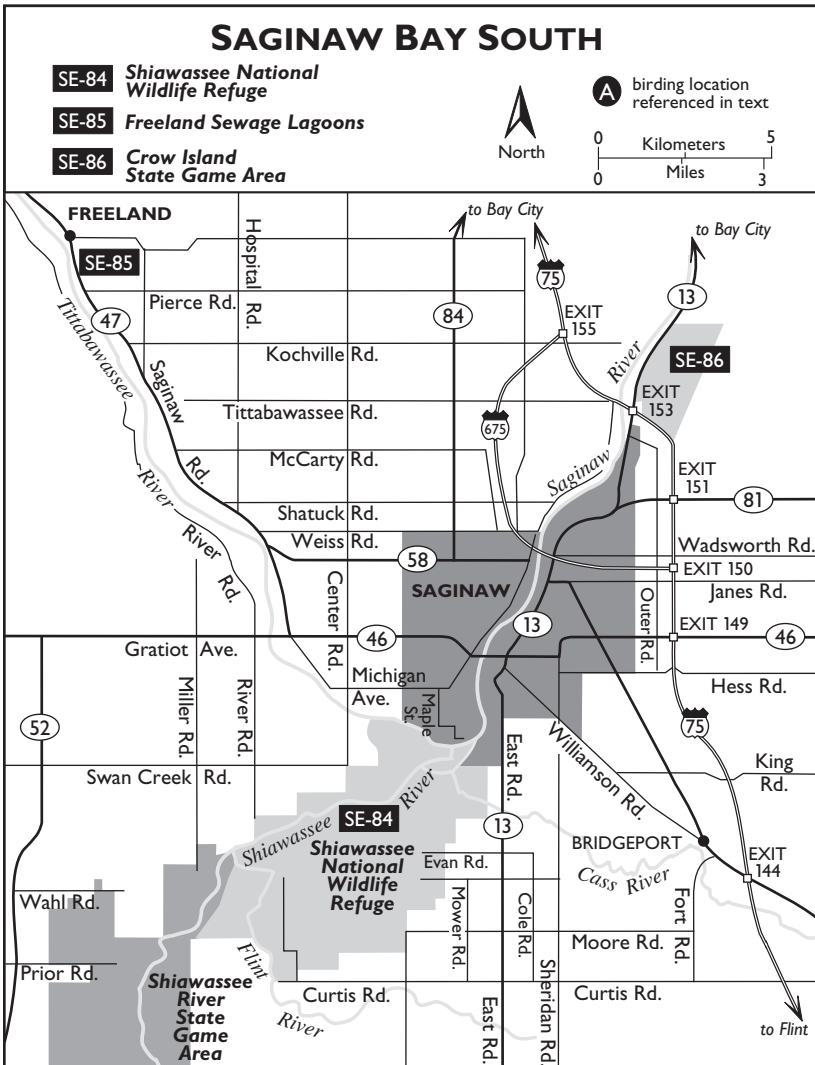 SAGINAW BAY SOUTH
SE-84 Shiawassee National
Wildlife Refuge
SE-85 Freeland Sewage Lagoons
SE-86 Crow Island
State Game Area
North
A birding location
referenced in text
0 Kilometers 5
0 Miles 3
FREELAND
SE-85
Hospital Rd.
to Bay City
to Bay City
75
13
Pierce Rd.
47
84
EXIT
155
Tittabawassee
River
Saginaw
Rd.
Kochville Rd.
River
SE-86
Tittabawassee Rd.
675
EXIT
153
McCarty Rd.
Saginaw
EXIT
151
81
Shatuck Rd.
Weiss Rd.
58
Wadsworth Rd.
River
Rd.
SAGINAW
EXIT 150
Janes Rd.
Center Rd.
13
Outer Rd.
EXIT 149
46
46
Gratiot Ave.
Michigan
Ave.
Hess Rd.
Miller Rd.
River Rd.
Maple
St.
52
75
Swan Creek Rd.
East Rd.
Williamson Rd.
King
Rd.
Shiawassee River
SE-84
13
Shiawassee
National
Wildlife
Refuge
BRIDGEPORT
EXIT
144
Evan Rd.
Cass River
Wahl Rd.
Mower Rd.
Cole Rd.
Fort Rd.
Moore Rd.
Flint
River
Prior Rd.
Shiawassee
River
State
Game
Area
Curtis Rd.
East Rd.
Sheridan Rd.
Curtis Rd.
to Flint